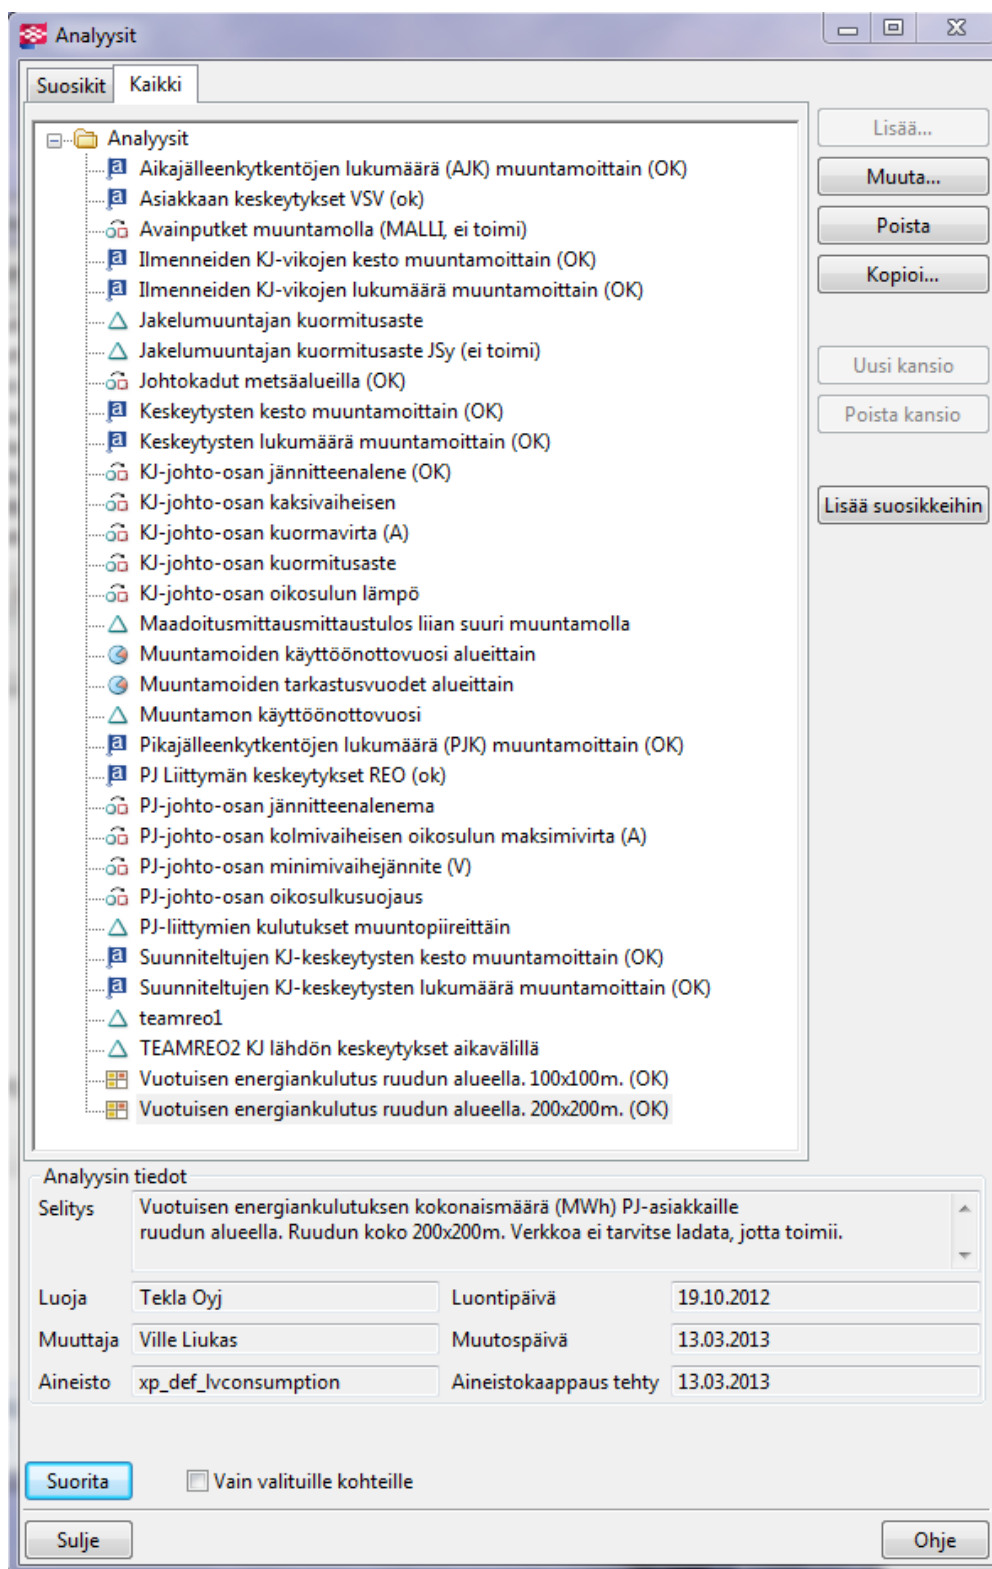 Analyysit
Suosikit
Kaikki
Analyysit
Aikajälleenkytkentöjen lukumäärä (AJK) muuntamoittain (OK)
Asiakkaan keskeytykset VSV (ok)
Avainputket muuntamolla (MALLI, ei toimi)
Ilmenneiden KJ-vikojen kesto muuntamoittain (OK)
Ilmenneiden KJ-vikojen lukumäärä muuntamoittain (OK)
Jakelumuuntajan kuormitusaste
Jakelumuuntajan kuormitusaste JSy (ei toimi)
Johtokadut metsäalueilla (OK)
Keskeytysten kesto muuntamoittain (OK)
Keskeytysten lukumäärä muuntamoittain (OK)
KJ-johto-osan jännitteenalene (OK)
KJ-johto-osan kaksivaiheisen
KJ-johto-osan kuormavirta (A)
KJ-johto-osan kuormitusaste
KJ-johto-osan oikosulun lämpö
Maadoitusmittausmittaustulos liian suuri muuntamolla
Muuntamoiden käyttöönottovuosi alueittain
Muuntamoiden tarkastusvuodet alueittain
Muuntamon käyttöönottovuosi
Pikajälleenkytkentöjen lukumäärä (PJK) muuntamoittain (OK)
PJ Liittymän keskeytykset REO (ok)
PJ-johto-osan jännitteenalenema
PJ-johto-osan kolmivaiheisen oikosulun maksimivirta (A)
PJ-johto-osan minimivaihejännite (V)
PJ-johto-osan oikosulkusuojaus
PJ-liittymien kulutukset muuntopiireittäin
Suunniteltujen KJ-keskeytysten kesto muuntamoittain (OK)
Suunniteltujen KJ-keskeytysten lukumäärä muuntamoittain (OK)
teamreo1
TEAMREO2 KJ lähdön keskeytykset aikavälillä
Vuotuisen energiankulutus ruudun alueella. 100x100m. (OK)
Vuotuisen energiankulutus ruudun alueella. 200x200m. (OK)
Lisää...
Muuta...
Poista
Kopioi...
Uusi kansio
Poista kansio
Lisää suosikkeihin
Analyysin tiedot
Selitys
Vuotuisen energiankulutuksen kokonaismäärä (MWh) PJ-asiakkaille
ruudun alueella. Ruudun koko 200x200m. Verkkoa ei tarvitse ladata, jotta toimii.
Luoja Tekla Oyj Luontipäivä 19.10.2012
Muuttaja Ville Liukas Muutospäivä 13.03.2013
Aineisto xp_def_lvconsumption Aineistokaappaus tehty 13.03.2013
Suorita Vain valituille kohteille
Sulje Ohje